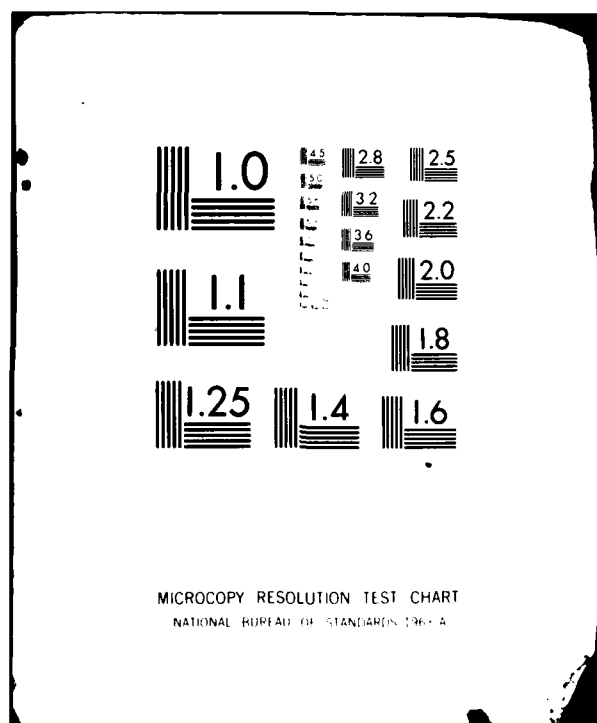 1.0
4.5 2.8 2.5
5.0 3.2 2.2
3.6
4.0 2.0
1.1
1.8
1.25 1.4 1.6
MICROCOPY RESOLUTION TEST CHART
NATIONAL BUREAU OF STANDARDS